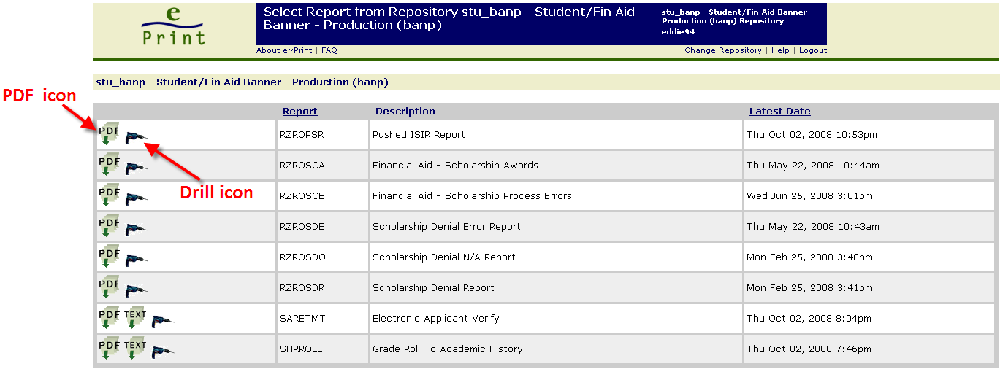 e
Print
Select Report from Repository stu_banp - Student/Fin Aid
Banner - Production (banp)
stu_banp - Student/Fin Aid Banner -
Production (banp) Repository
eddie94
About e~Print | FAQ
Change Repository | Help | Logout
stu_banp - Student/Fin Aid Banner - Production (banp)
PDF icon
Report Description Latest Date
PDF RZROPSR Pushed ISIR Report Thu Oct 02, 2008 10:53pm
PDF RZROSCA Financial Aid - Scholarship Awards Thu May 22, 2008 10:44am
Drill icon
PDF RZROSCE Financial Aid - Scholarship Process Errors Wed Jun 25, 2008 3:01pm
PDF RZROSDE Scholarship Denial Error Report Thu May 22, 2008 10:43am
PDF RZROSDO Scholarship Denial N/A Report Mon Feb 25, 2008 3:40pm
PDF RZROSDR Scholarship Denial Report Mon Feb 25, 2008 3:41pm
PDF TEXT SARETMT Electronic Applicant Verify Thu Oct 02, 2008 8:04pm
PDF TEXT SHRROLL Grade Roll To Academic History Thu Oct 02, 2008 7:46pm